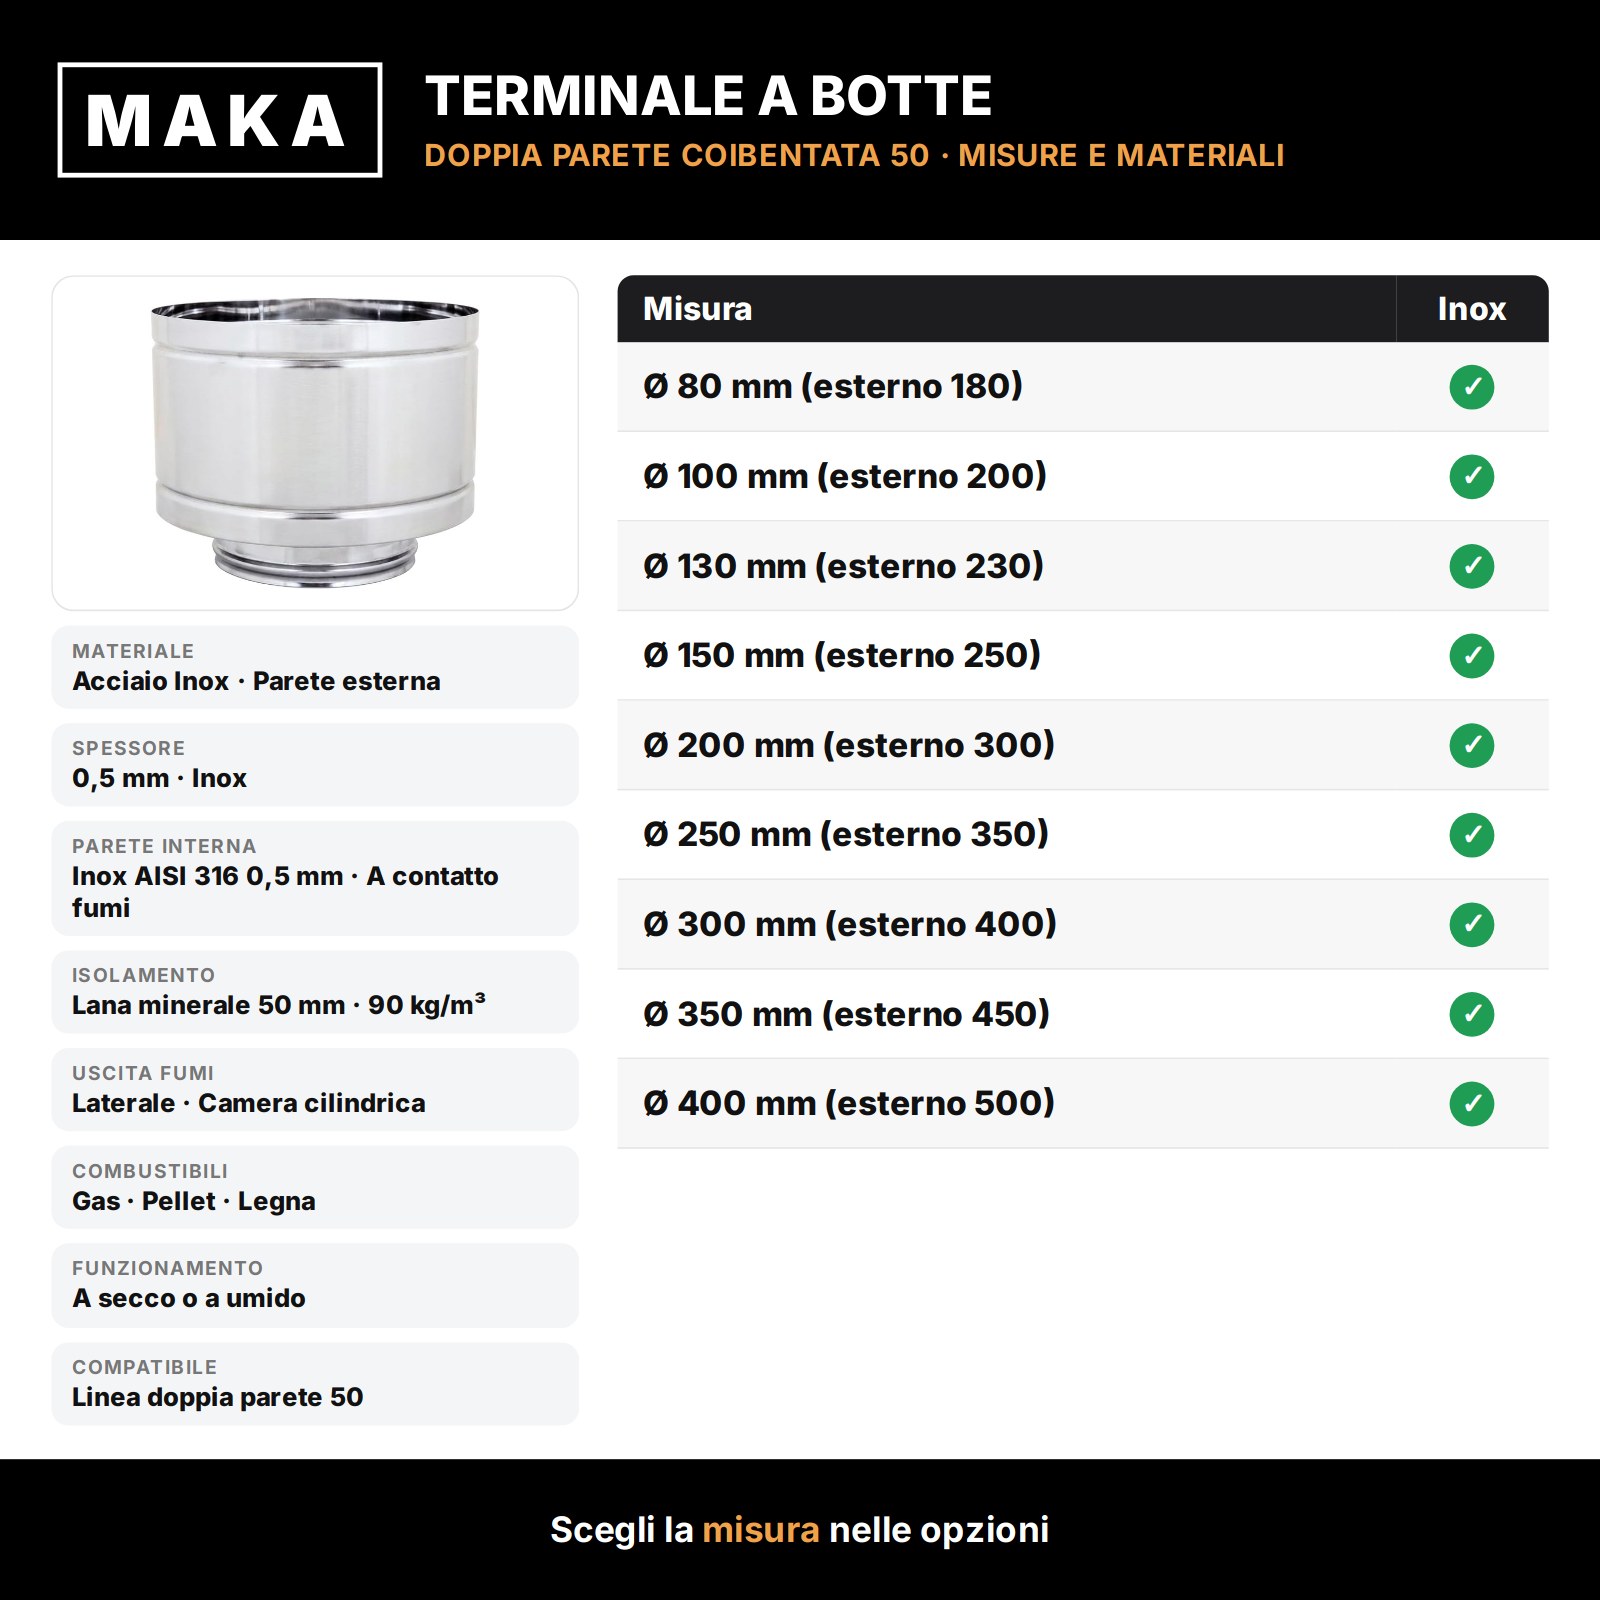 MAKA
TERMINALE A BOTTE
DOPPIA PARETE COIBENTATA 50 · MISURE E MATERIALI
MATERIALE
Acciaio Inox · Parete esterna
SPESSORE
0,5 mm · Inox
PARETE INTERNA
Inox AISI 316 0,5 mm · A contatto
fumi
ISOLAMENTO
Lana minerale 50 mm · 90 kg/m³
USCITA FUMI
Laterale · Camera cilindrica
COMBUSTIBILI
Gas · Pellet · Legna
FUNZIONAMENTO
A secco o a umido
COMPATIBILE
Linea doppia parete 50
Misura Inox
Ø 80 mm (esterno 180) ✓
Ø 100 mm (esterno 200) ✓
Ø 130 mm (esterno 230) ✓
Ø 150 mm (esterno 250) ✓
Ø 200 mm (esterno 300) ✓
Ø 250 mm (esterno 350) ✓
Ø 300 mm (esterno 400) ✓
Ø 350 mm (esterno 450) ✓
Ø 400 mm (esterno 500) ✓
Scegli la misura nelle opzioni